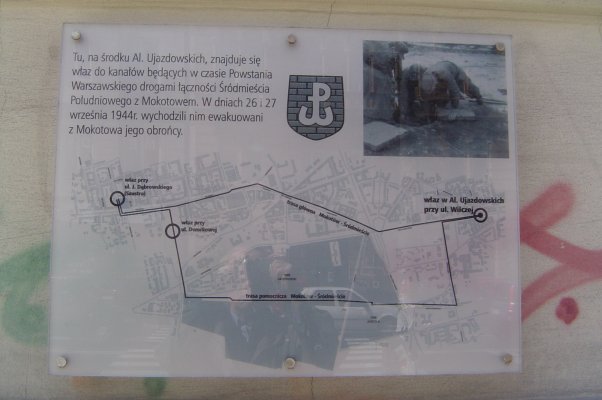 Tu, na środku Al. Ujazdowskich, znajduje się
właz do kanałów będących w czasie Powstania
Warszawskiego drogami łączności Śródmieścia
Południowego z Mokotowem. W dniach 26 i 27
września 1944r. wychodzili nim ewakuowani
z Mokotowa jego obrońcy.
właz przy
ul. J. Dąbrowskiego
(Szustra)
właz przy
ul. Dworkowej
trasa główna Mokotów - Śródmieście
właz w Al. Ujazdowskich
przy ul. Wilczej
trasa pomocnicza Mokotów - Śródmieście